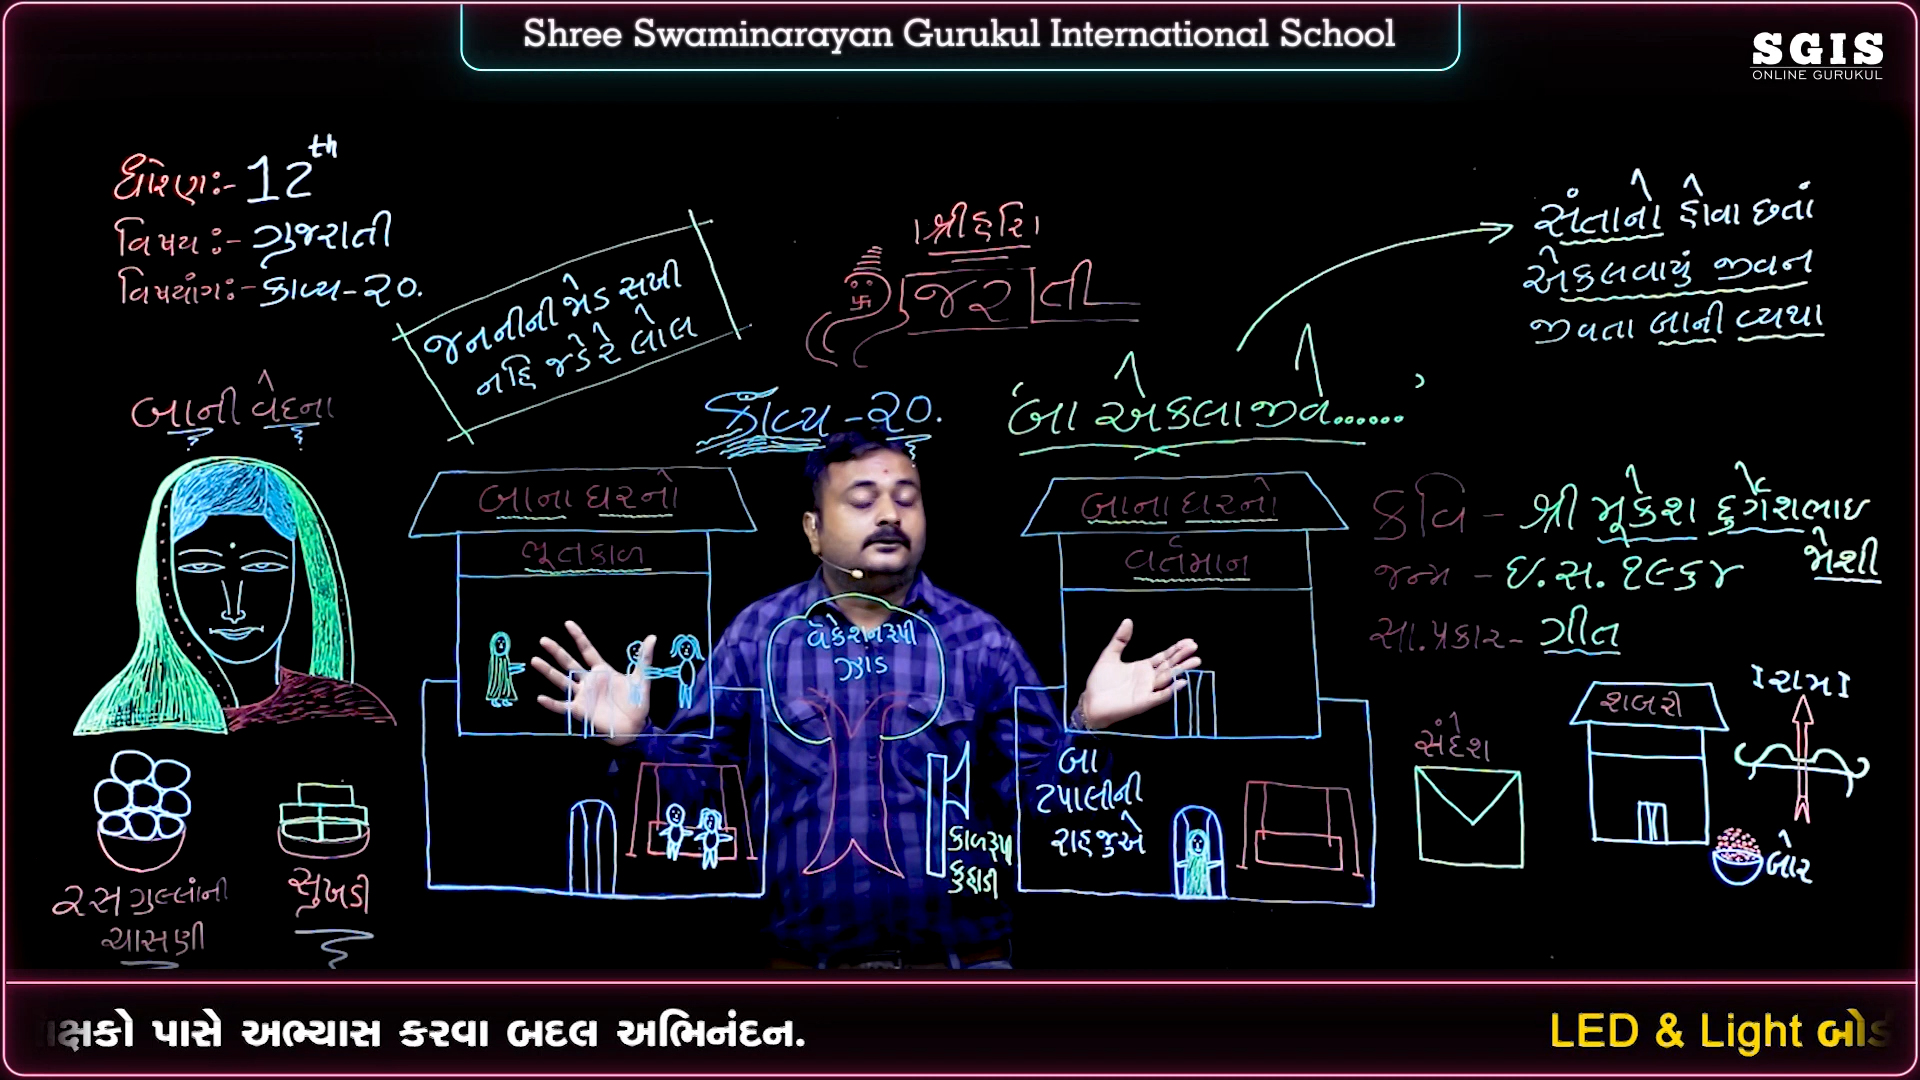 Shree Swaminarayan Gurukul International School
SGIS
ONLINE GURUKUL
ધોરણઃ- 12th
વિષયઃ- ગુજરાતી
વિષયાંગઃ- કાવ્ય-૨૦.
જનનીની જોડ સખી
નહિ જડે રે લોલ
।શ્રીહરિ।
ગુજરાતી
સંતાનો હોવા છતાં
એકલવાયું જીવન
જીવતા બાની વ્યથા
કાવ્ય-૨૦.
'બા એકલા જીવે......'
બાની વેદના
બાના ઘરનો
ભૂતકાળ
બાના ઘરનો
વર્તમાન
કવિ - શ્રી મૂકેશ દુર્ગેશભાઇ
જોશી
જન્મ - ઇ.સ. ૧૯૬૪
સા.પ્રકાર- ગીત
વૅકેશનરૂપી
ઝાડ
કાળરૂપી
કુહાડી
બા
ટપાલીની
રાહ જુએ
સંદેશ
શબરી
।રામ।
બોર
રસગુલ્લાંની
ચાસણી
સુખડી
ક્ષકો પાસે અભ્યાસ કરવા બદલ અભિનંદન.
LED & Light બોર્ડ